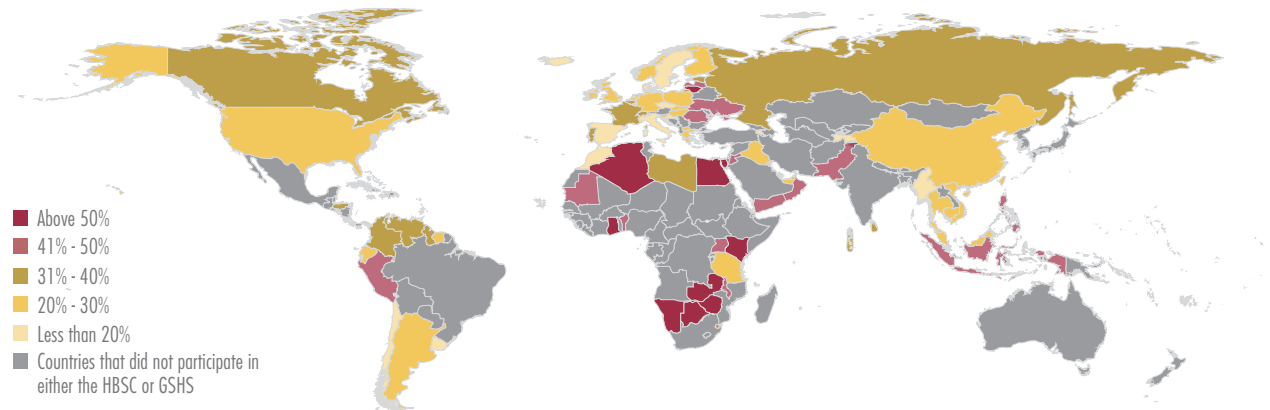 Above 50%
41% - 50%
31% - 40%
20% - 30%
Less than 20%
Countries that did not participate in
either the HBSC or GSHS